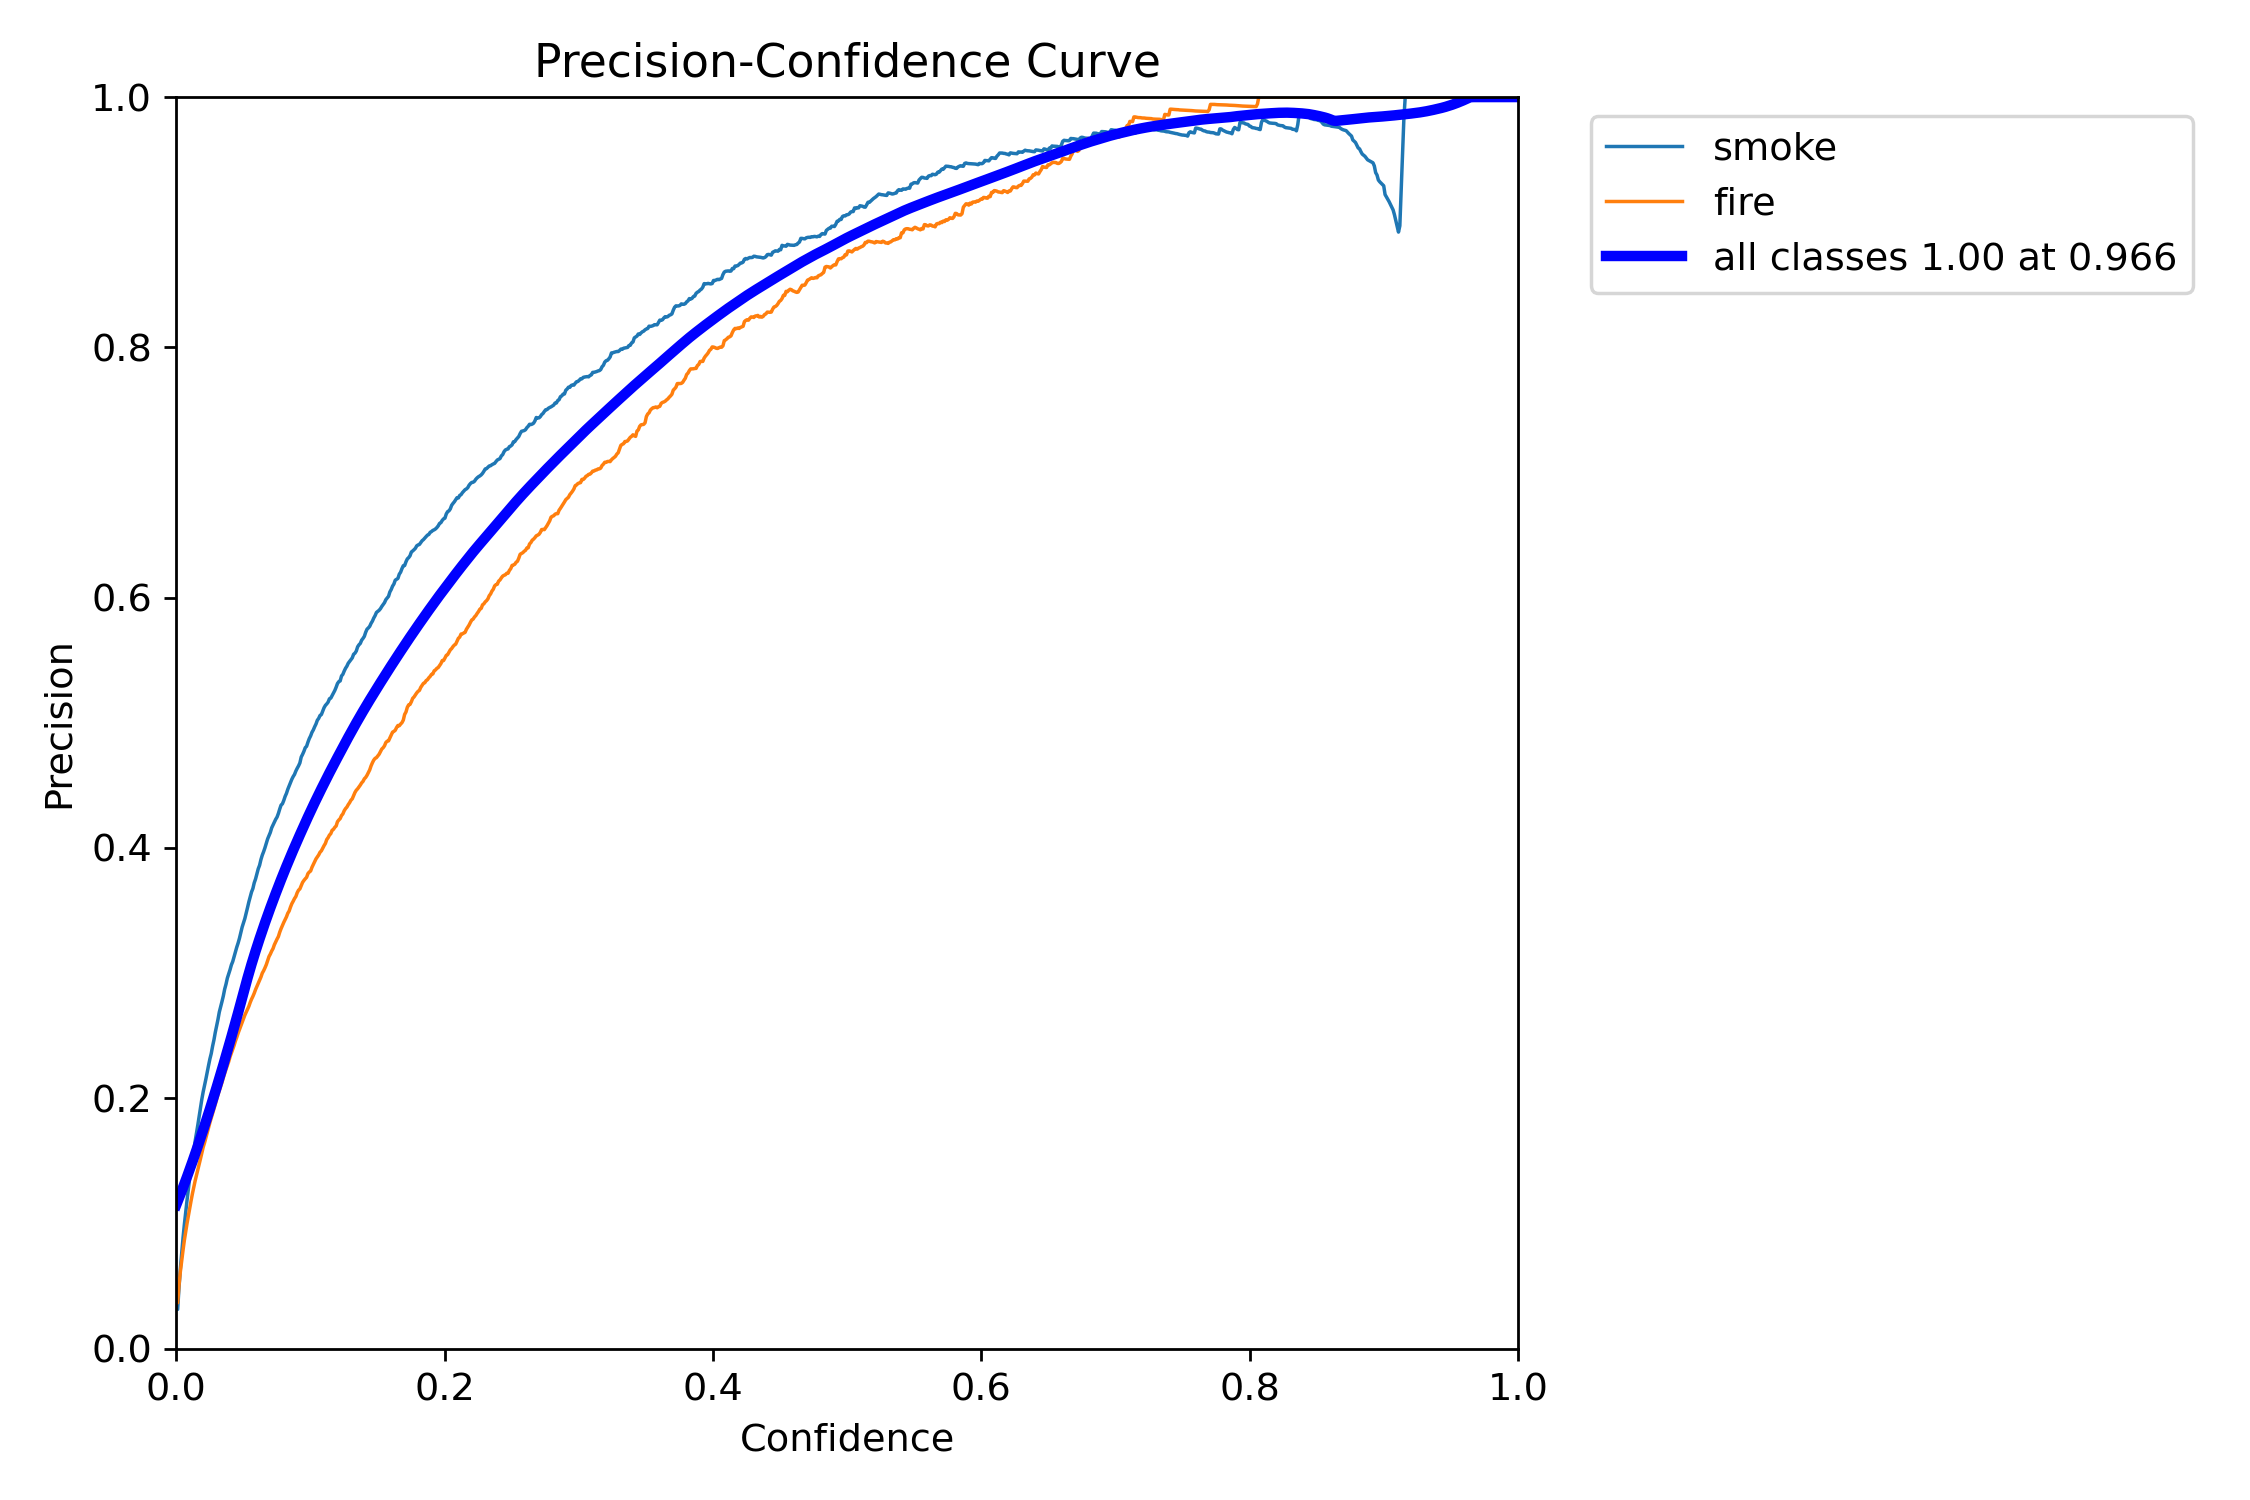 Precision-Confidence Curve
1.0
0.8
0.6
0.4
0.2
0.0
Precision
0.0 0.2 0.4 0.6 0.8 1.0
Confidence
smoke
fire
all classes 1.00 at 0.966